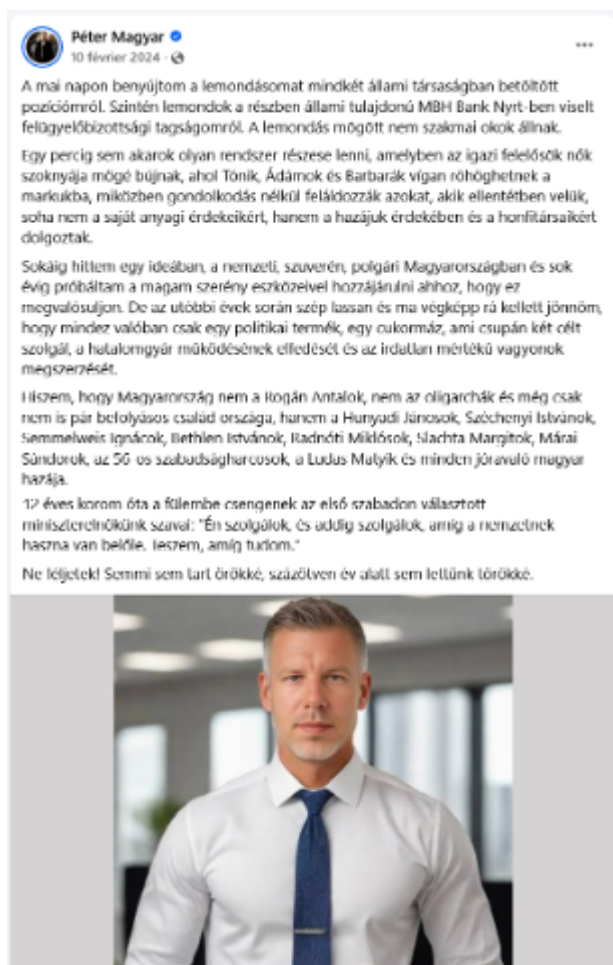 Péter Magyar
10 février 2024 ·
A mai napon benyújtom a lemondásomat mindkét állami társaságban betöltött
pozíciómról. Szintén lemondok a részben állami tulajdonú MBH Bank Nyrt-ben viselt
felügyelőbizottsági tagságomról. A lemondás mögött nem szakmai okok állnak.
Egy percig sem akarok olyan rendszer részese lenni, amelyben az igazi felelősök nők
szoknyája mögé bújnak, ahol Tónik, Ádámok és Barbarák vígan röhöghetnek a
markukba, miközben gondolkodás nélkül feláldozzák azokat, akik ellentétben velük,
soha nem a saját anyagi érdekeikért, hanem a hazájuk érdekében és a honfitársaikért
dolgoztak.
Sokáig hittem egy ideában, a nemzeti, szuverén, polgári Magyarországban és sok
évig próbáltam a magam szerény eszközeivel hozzájárulni ahhoz, hogy ez
megvalósuljon. De az utóbbi évek során szép lassan és ma végképp rá kellett jönnöm,
hogy mindez valóban csak egy politikai termék, egy cukormáz, ami csupán két célt
szolgál, a hatalomgyár működésének elfedését és az irdatlan mértékű vagyonok
megszerzését.
Hiszem, hogy Magyarország nem a Rogán Antalok, nem az oligarchák és még csak
nem is pár befolyásos család országa, hanem a Hunyadi Jánosok, Széchenyi Istvánok,
Semmelweis Ignácok, Bethlen Istvánok, Radnóti Miklósok, Slachta Margitok, Márai
Sándorok, az 56-os szabadságharcosok, a Ludas Matyik és minden jóravaló magyar
hazája.
12 éves korom óta a fülembe csengenek az első szabadon választott
miniszterelnökünk szavai: "Én szolgálok, és addig szolgálok, amíg a nemzetnek
haszna van belőle. Teszem, amíg tudom."
Ne féljetek! Semmi sem tart örökké, százötven év alatt sem lettünk törökké.